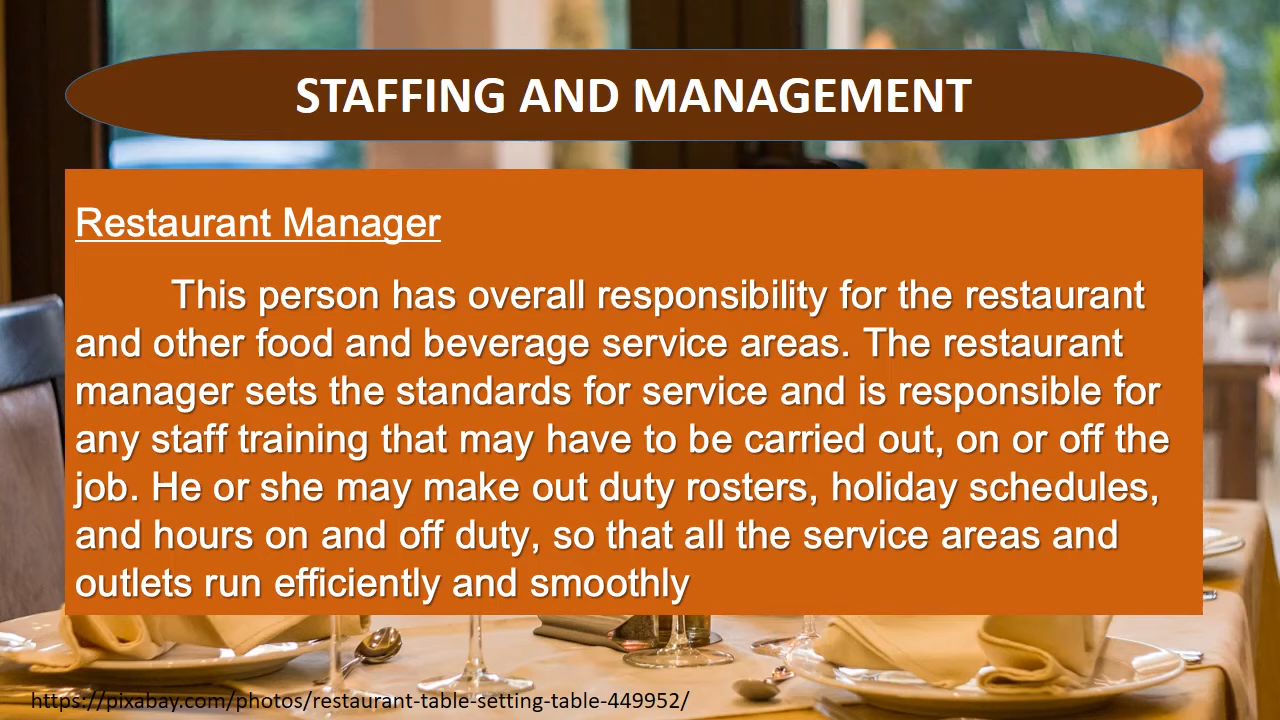 STAFFING AND MANAGEMENT
Restaurant Manager
This person has overall responsibility for the restaurant
and other food and beverage service areas. The restaurant
manager sets the standards for service and is responsible for
any staff training that may have to be carried out, on or off the
job. He or she may make out duty rosters, holiday schedules,
and hours on and off duty, so that all the service areas and
outlets run efficiently and smoothly
https://pixabay.com/photos/restaurant-table-setting-table-449952/